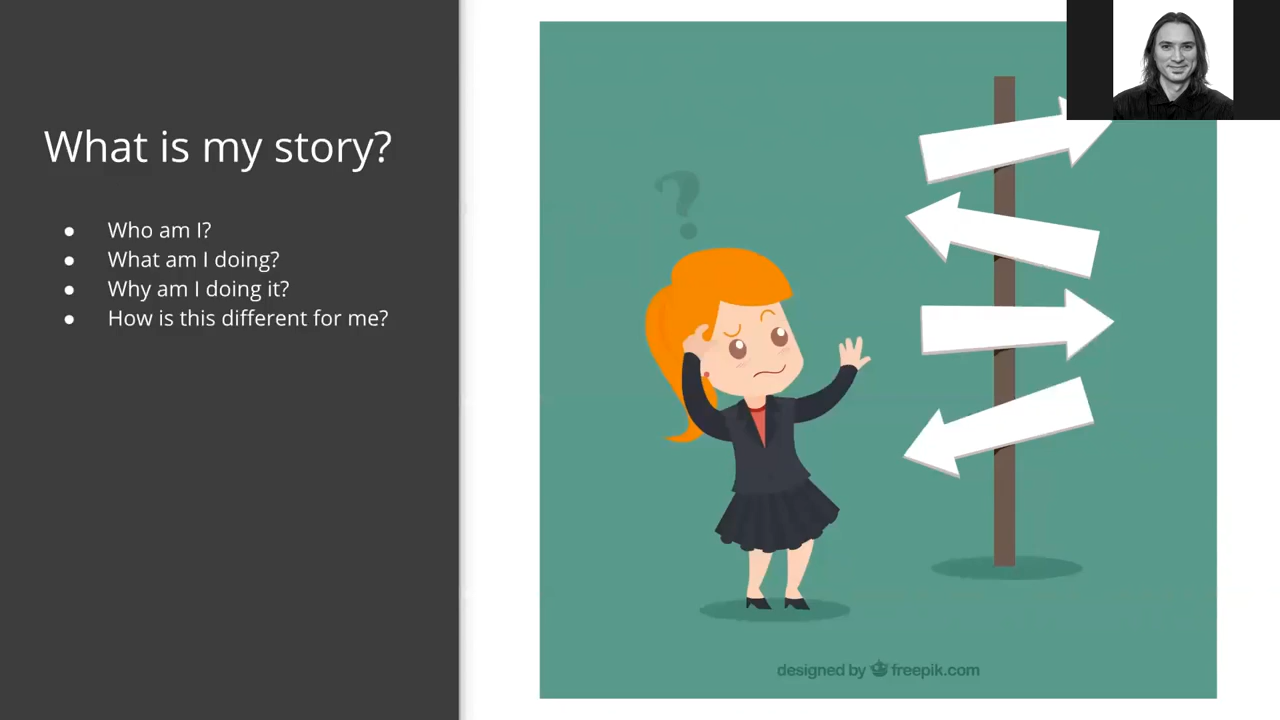 What is my story?
● Who am I?
● What am I doing?
● Why am I doing it?
● How is this different for me?
?
designed by freepik.com